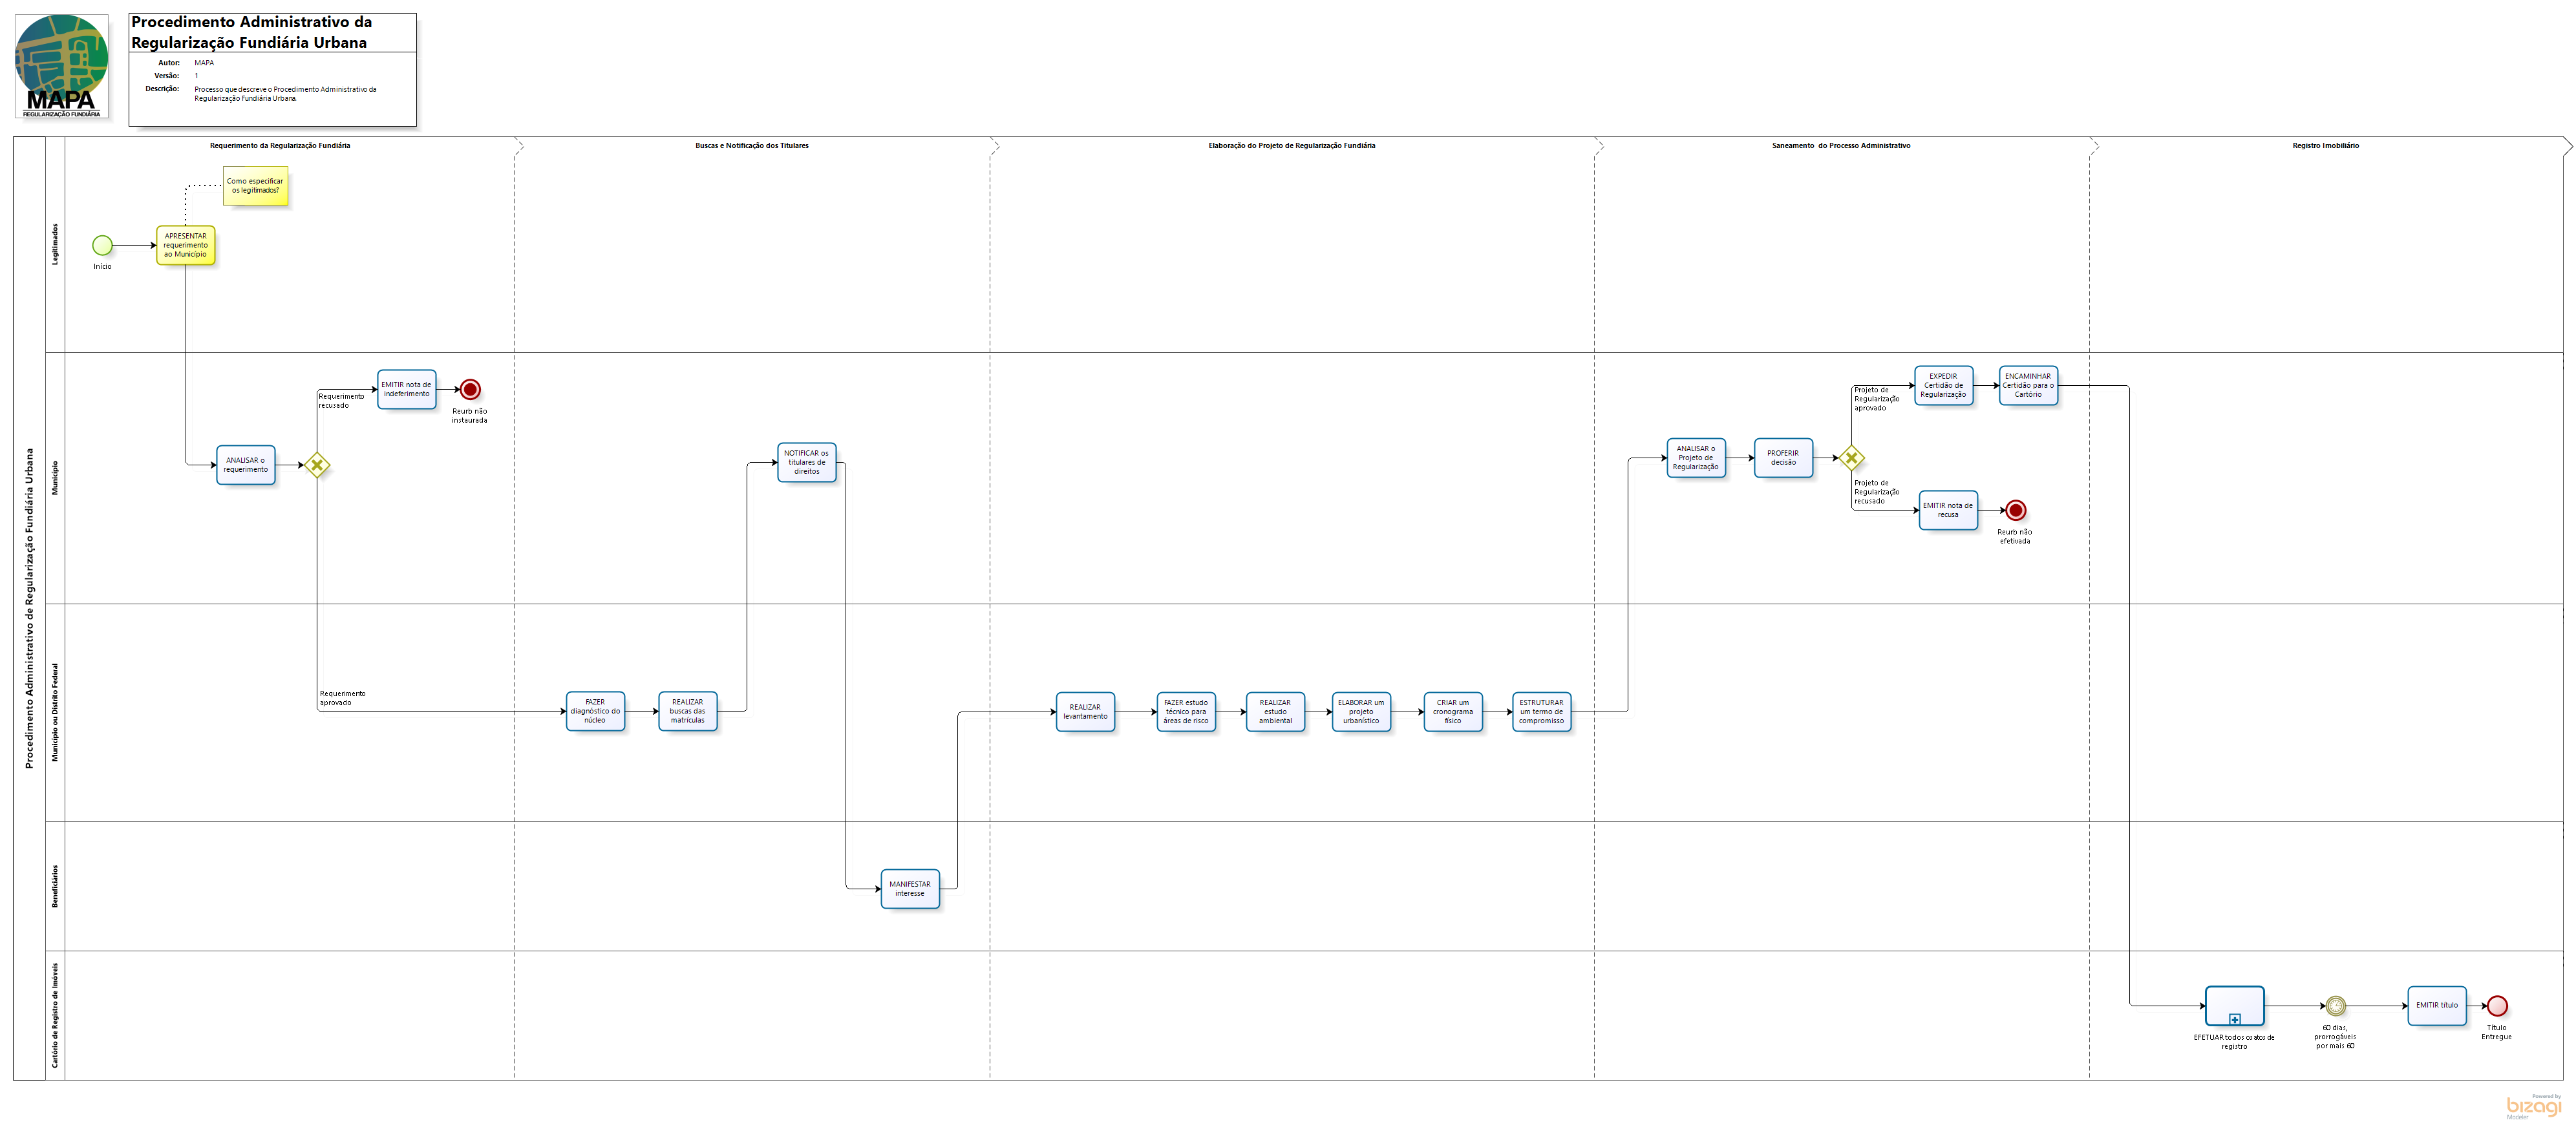 MAPA
REGULARIZAÇÃO FUNDIÁRIA
Procedimento Administrativo da
Regularização Fundiária Urbana
Autor: MAPA
Versão: 1
Descrição: Processo que descreve o Procedimento Administrativo da
Regularização Fundiária Urbana.
Procedimento Administrativo de Regularização Fundiária Urbana
Requerimento da Regularização Fundiária
Buscas e Notificação dos Titulares
Elaboração do Projeto de Regularização Fundiária
Saneamento do Processo Administrativo
Registro Imobiliário
Legitimados
Como especificar
os legitimados?
Início
APRESENTAR
requerimento
ao Município
Município
ANALISAR o
requerimento
Requerimento
recusado
EMITIR nota de
indeferimento
Reurb não
instaurada
Requerimento
aprovado
NOTIFICAR os
titulares de
direitos
ANALISAR o
Projeto de
Regularização
PROFERIR
decisão
Projeto de
Regularização
aprovado
EXPEDIR
Certidão de
Regularização
ENCAMINHAR
Certidão para o
Cartório
Projeto de
Regularização
recusado
EMITIR nota de
recusa
Reurb não
efetivada
Município ou Distrito Federal
FAZER
diagnóstico do
núcleo
REALIZAR
buscas das
matrículas
REALIZAR
levantamento
FAZER estudo
técnico para
áreas de risco
REALIZAR
estudo
ambiental
ELABORAR um
projeto
urbanístico
CRIAR um
cronograma
físico
ESTRUTURAR
um termo de
compromisso
Beneficiários
MANIFESTAR
interesse
Cartório de Registro de Imóveis
EFETUAR todos os atos de
registro
60 dias,
prorrogáveis
por mais 60
EMITIR título
Título
Entregue
Powered by
bizagi
Modeler